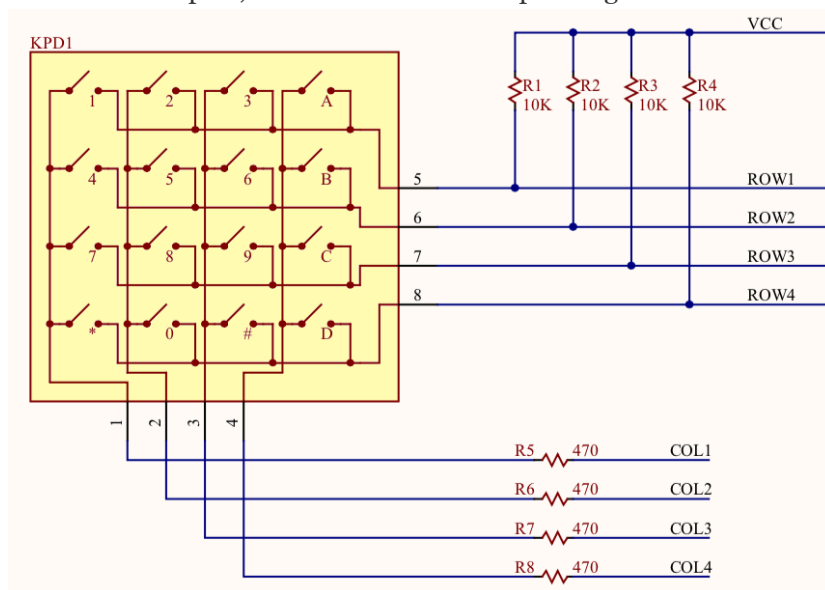 VCC
KPD1
1 2 3 A
R1 R2 R3 R4
10K 10K 10K 10K
4 5 6 B
5 ROW1
6 ROW2
7 8 9 C
7 ROW3
8 ROW4
* 0 # D
1 2 3 4
R5 470 COL1
R6 470 COL2
R7 470 COL3
R8 470 COL4